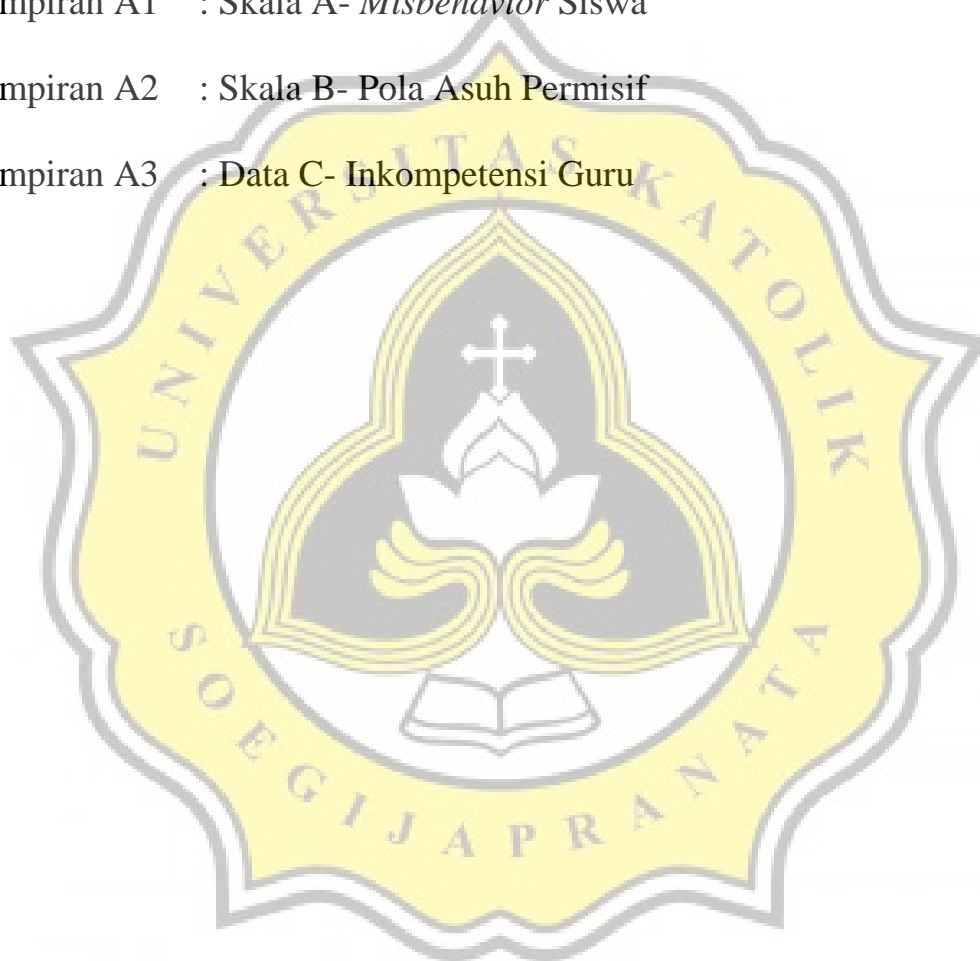 mpiran A1 : Skala A- Misbehavior Siswa
mpiran A2 : Skala B- Pola Asuh Permisif
mpiran A3 : Data C- Inkompetensi Guru
UNIVERSITAS KATOLIK
SOEGIJAPRANATA